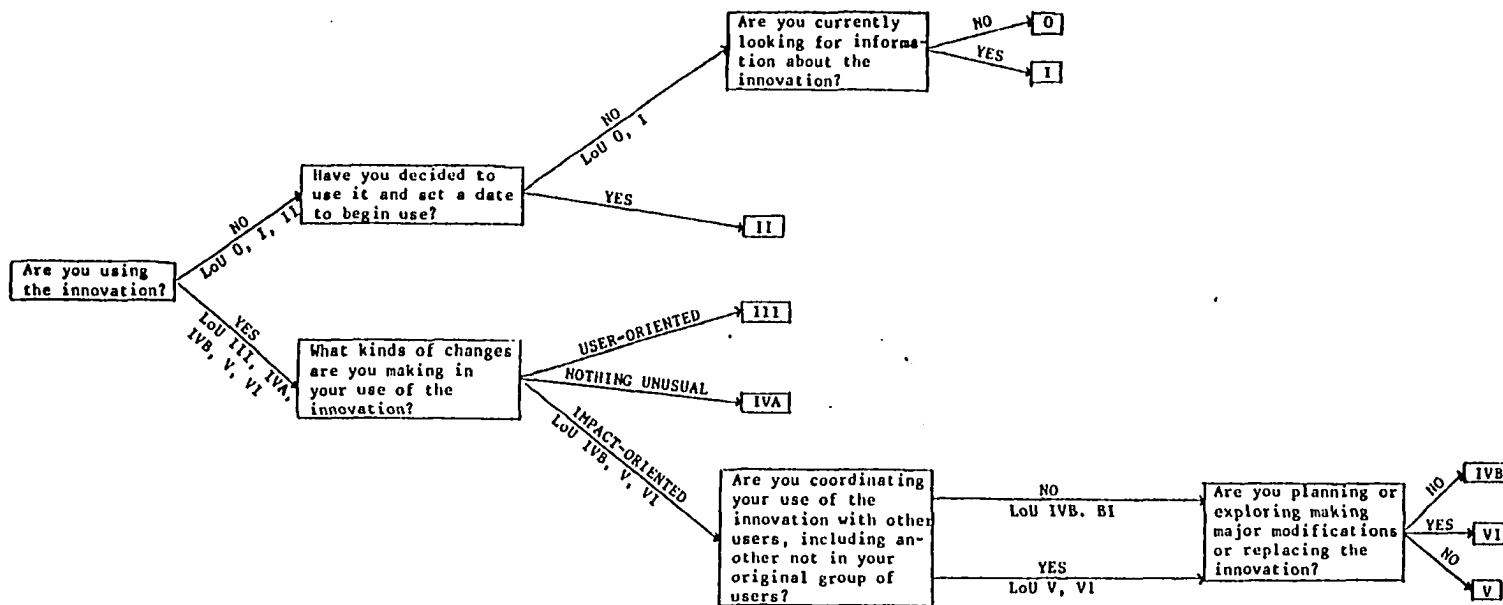 Are you currently
looking for informa-
tion about the
innovation?
NO
O
YES
I
NO
LoU O, I
Have you decided to
use it and set a date
to begin use?
YES
II
NO
LoU O, I, II
Are you using
the innovation?
YES
LoU III, IVA,
IVB, V, VI
What kinds of changes
are you making in
your use of the
innovation?
USER-ORIENTED
III
NOTHING UNUSUAL
IVA
IMPACT-ORIENTED
LoU IVB, V, VI
Are you coordinating
your use of the
innovation with other
users, including an-
other not in your
original group of
users?
NO
LoU IVB. BI
YES
LoU V, VI
Are you planning or
exploring making
major modifications
or replacing the
innovation?
NO
IVB
YES
VI
NO
V